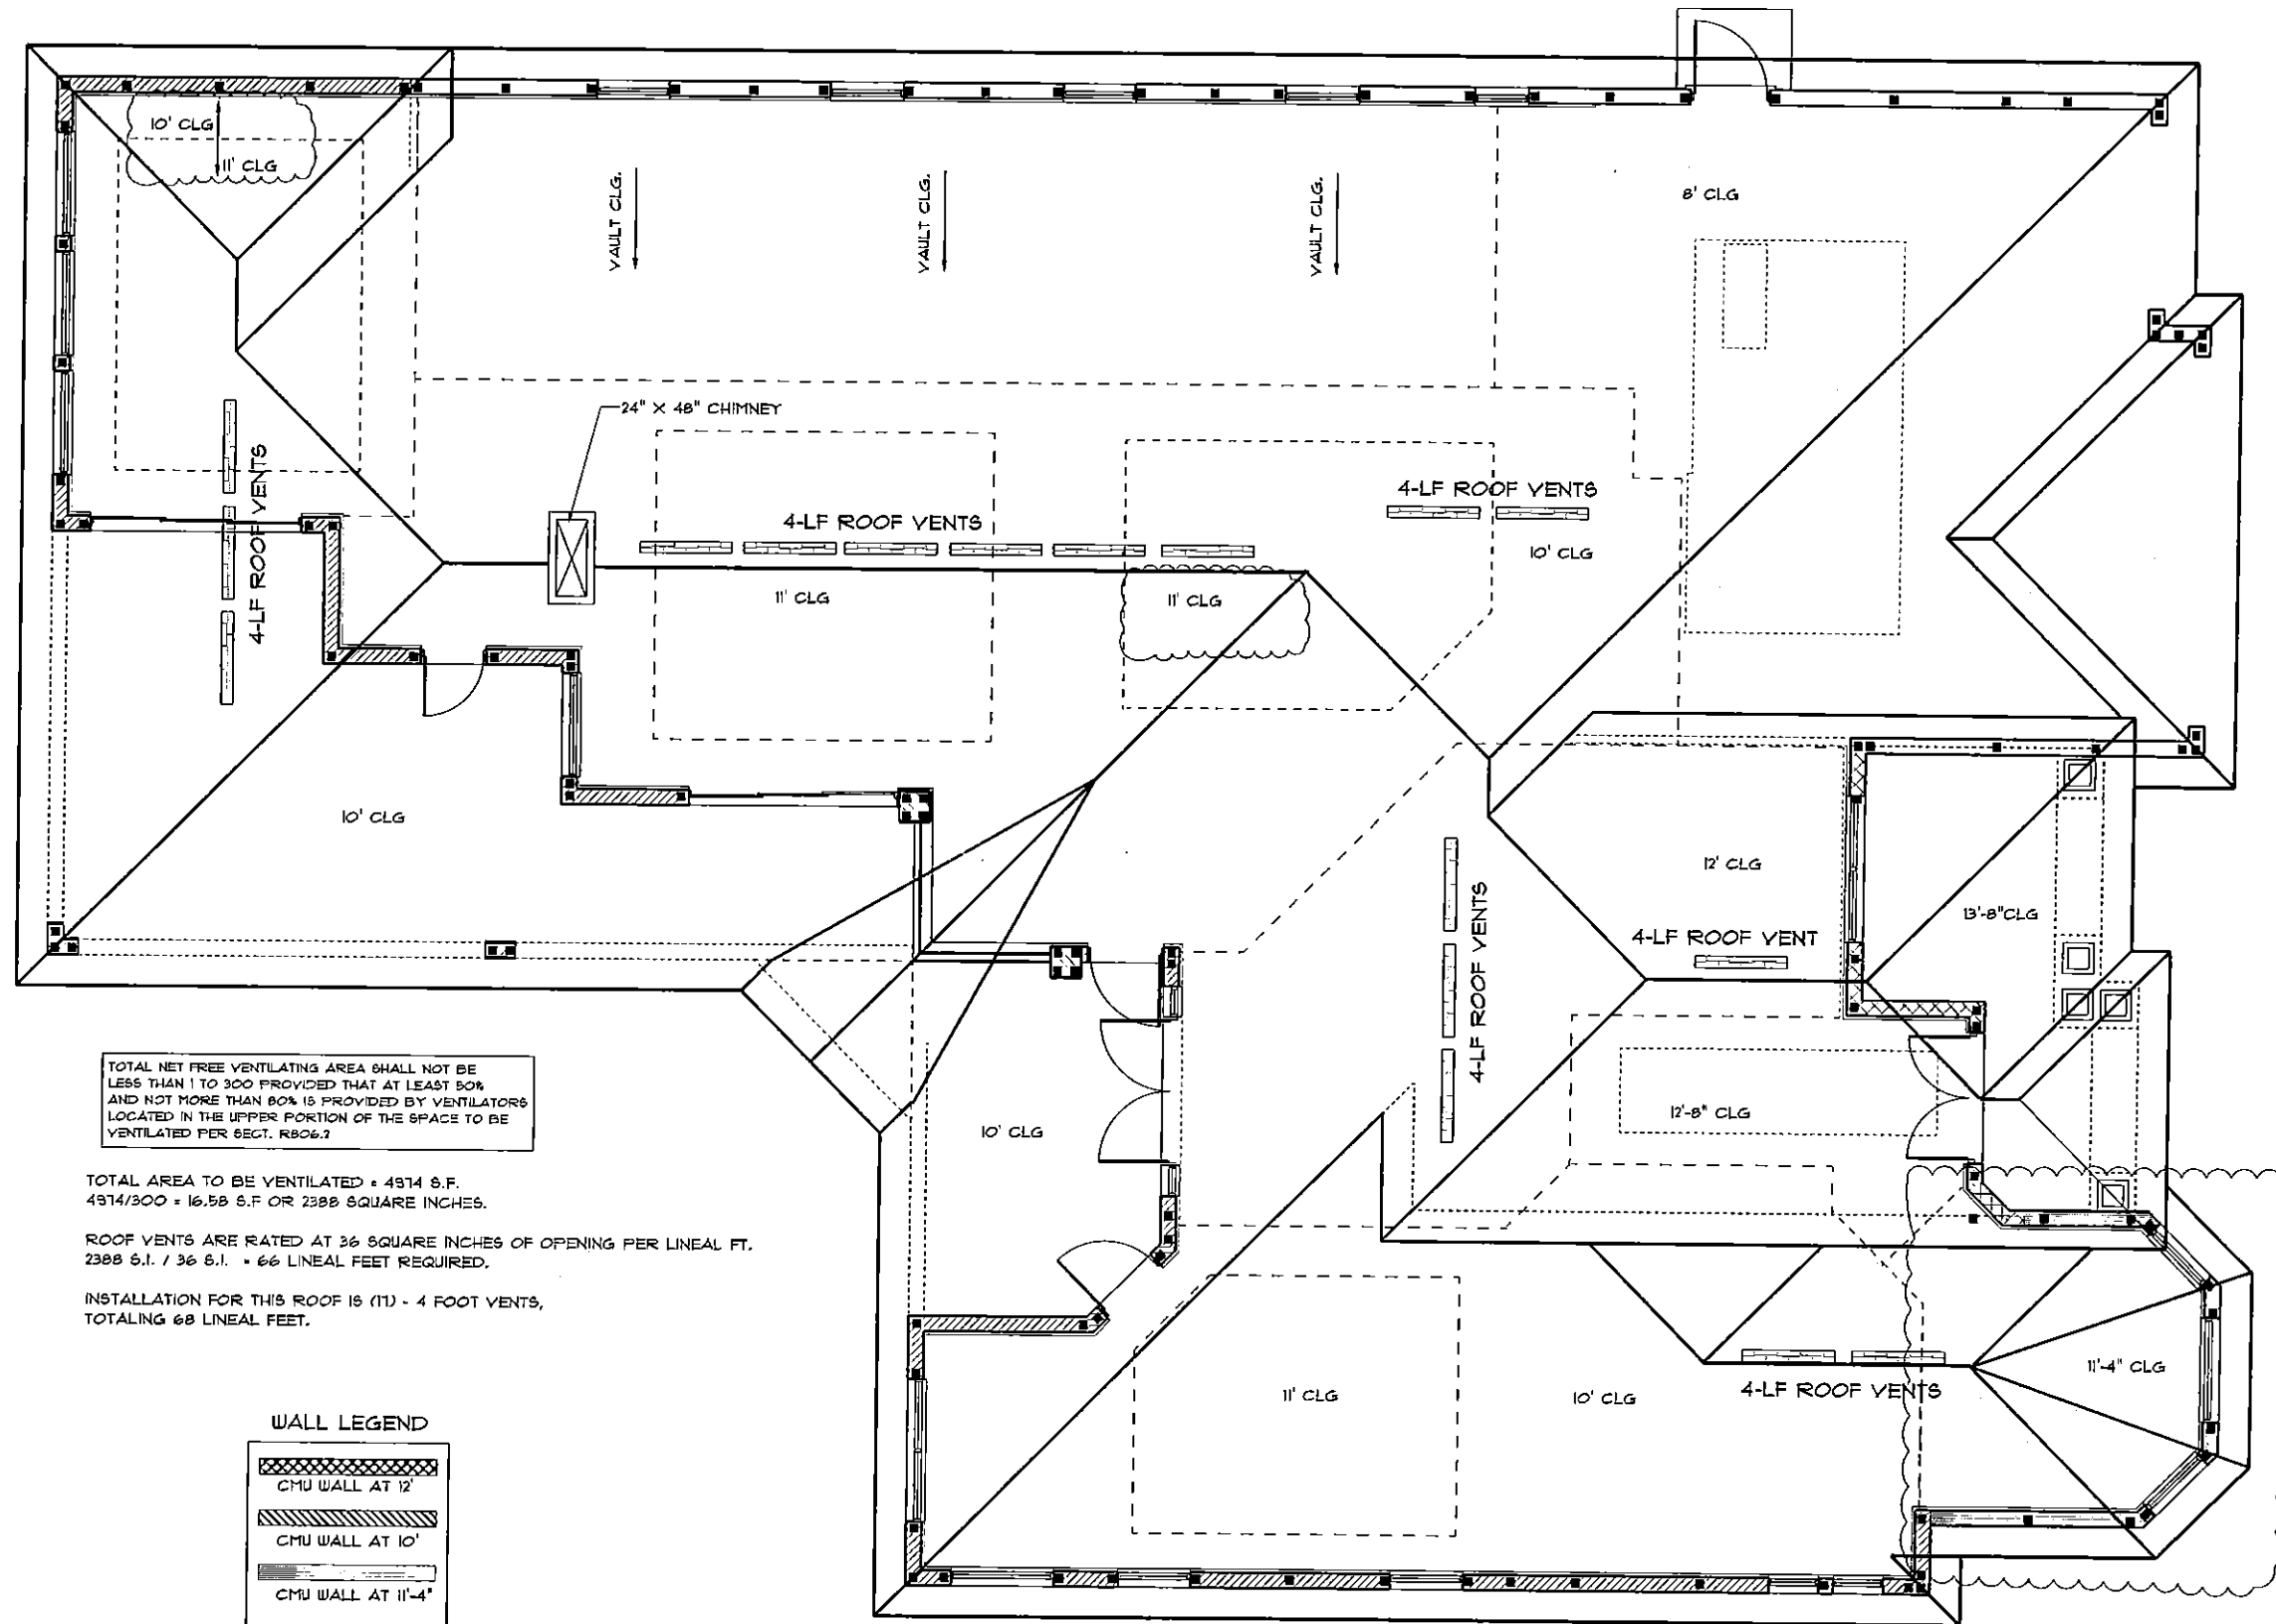 10' CLG
11' CLG
VAULT CLG.
VAULT CLG.
VAULT CLG.
8' CLG
24" X 48" CHIMNEY
4-LF ROOF VENTS
4-LF ROOF VENTS
4-LF ROOF VENTS
10' CLG
11' CLG
11' CLG
10' CLG
12' CLG
13'-8"CLG
4-LF ROOF VENT
4-LF ROOF VENTS
12'-8" CLG
10' CLG
TOTAL NET FREE VENTILATING AREA SHALL NOT BE
LESS THAN 1 TO 300 PROVIDED THAT AT LEAST 50%
AND NOT MORE THAN 80% IS PROVIDED BY VENTILATORS
LOCATED IN THE UPPER PORTION OF THE SPACE TO BE
VENTILATED PER SECT. R806.2
TOTAL AREA TO BE VENTILATED = 4974 S.F.
4974/300 = 16.58 S.F OR 2388 SQUARE INCHES.
ROOF VENTS ARE RATED AT 36 SQUARE INCHES OF OPENING PER LINEAL FT.
2388 S.I. / 36 S.I. = 66 LINEAL FEET REQUIRED.
INSTALLATION FOR THIS ROOF IS (17) - 4 FOOT VENTS,
TOTALING 68 LINEAL FEET.
11' CLG
10' CLG
4-LF ROOF VENTS
11'-4" CLG
WALL LEGEND
CMU WALL AT 12'
CMU WALL AT 10'
CMU WALL AT 11'-4"